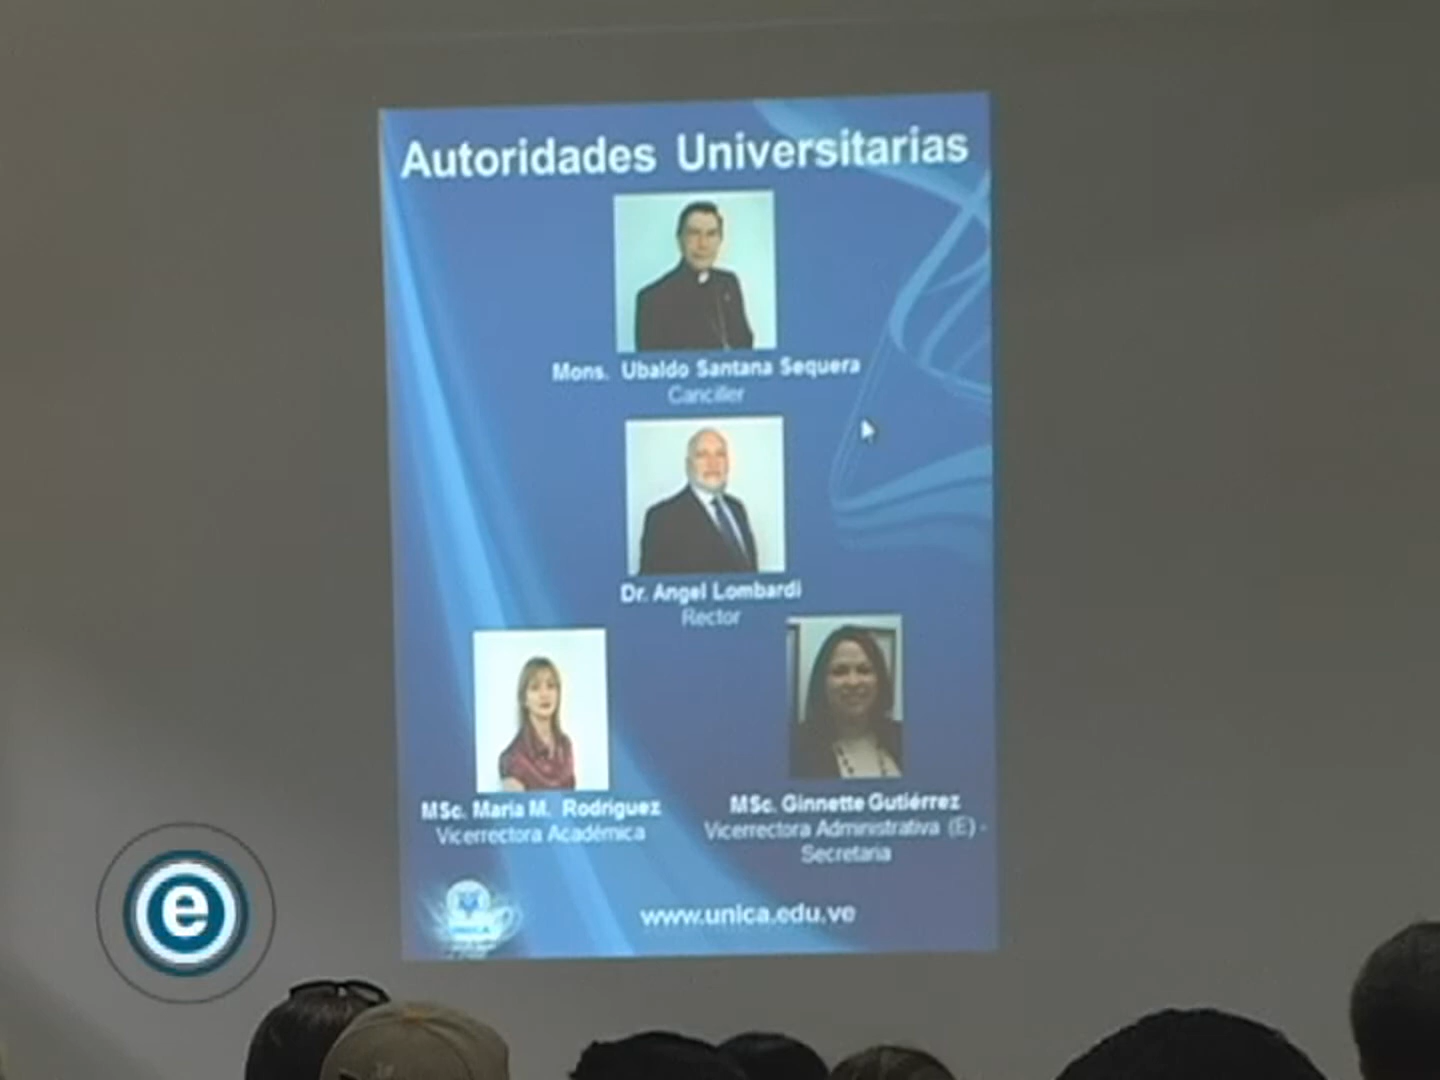 Autoridades Universitarias
Mons. Ubaldo Santana Sequera
Canciller
Dr. Angel Lombardi
Rector
MSc. Maria M. Rodriguez
Vicerrectora Académica
MSc. Ginnette Gutiérrez
Vicerrectora Administrativa (E) -
Secretaria
www.unica.edu.ve
e